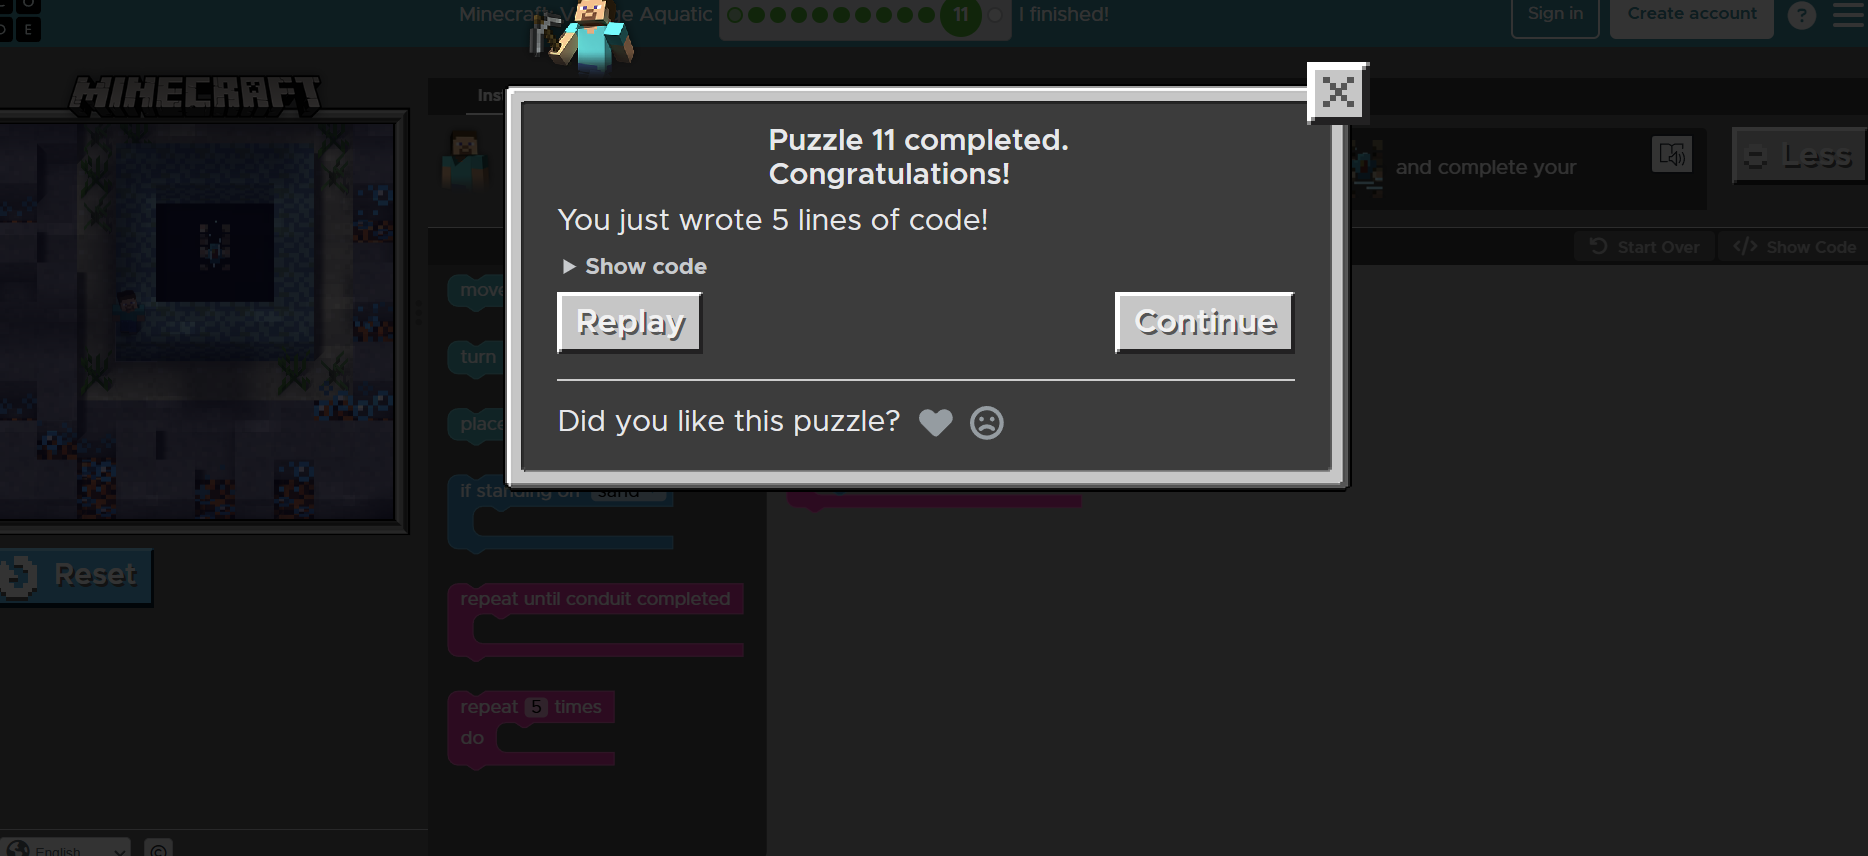 O
D E
Minecraft: V ge Aquatic
11
I finished!
Sign in
Create account
?
MINECRAFT
Inst
Puzzle 11 completed.
Congratulations!
You just wrote 5 lines of code!
Show code
Replay
Continue
Did you like this puzzle?
and complete your
Less
Start Over
</> Show Code
move
turn
place
if standing on sand
Reset
repeat until conduit completed
repeat 5 times
do
English
©